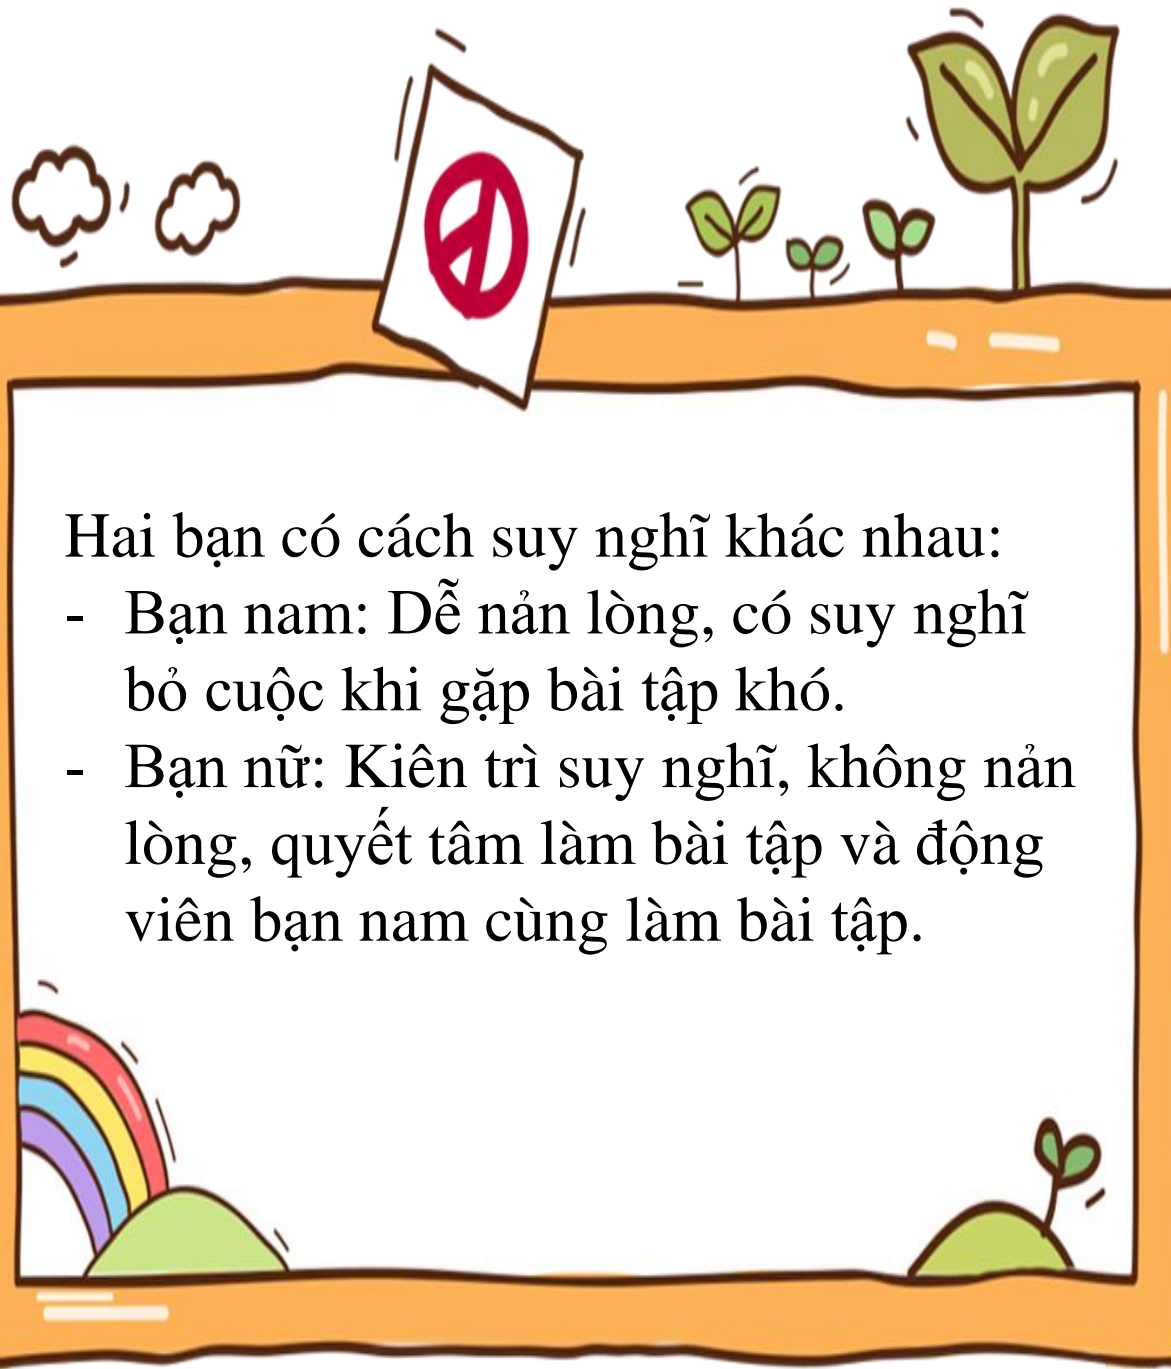 Hai bạn có cách suy nghĩ khác nhau:
- Bạn nam: Dễ nản lòng, có suy nghĩ
bỏ cuộc khi gặp bài tập khó.
- Bạn nữ: Kiên trì suy nghĩ, không nản
lòng, quyết tâm làm bài tập và động
viên bạn nam cùng làm bài tập.